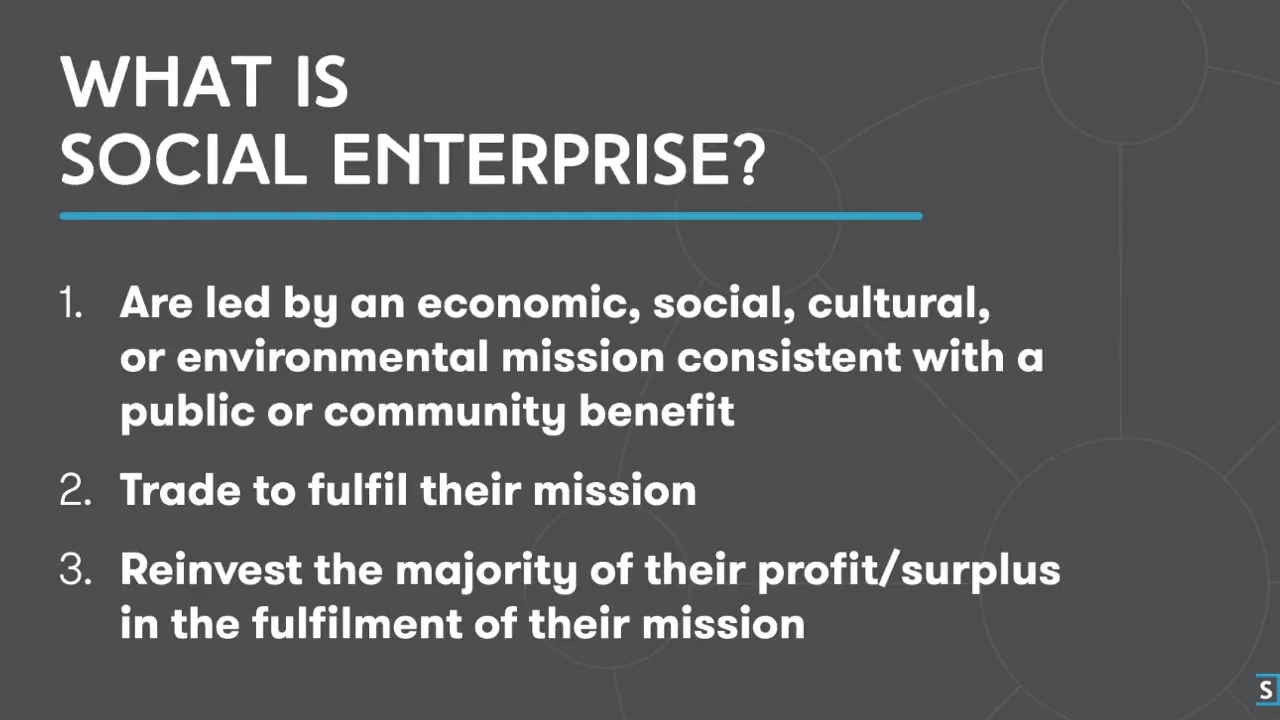 WHAT IS
SOCIAL ENTERPRISE?
1. Are led by an economic, social, cultural,
or environmental mission consistent with a
public or community benefit
2. Trade to fulfil their mission
3. Reinvest the majority of their profit/surplus
in the fulfilment of their mission
S